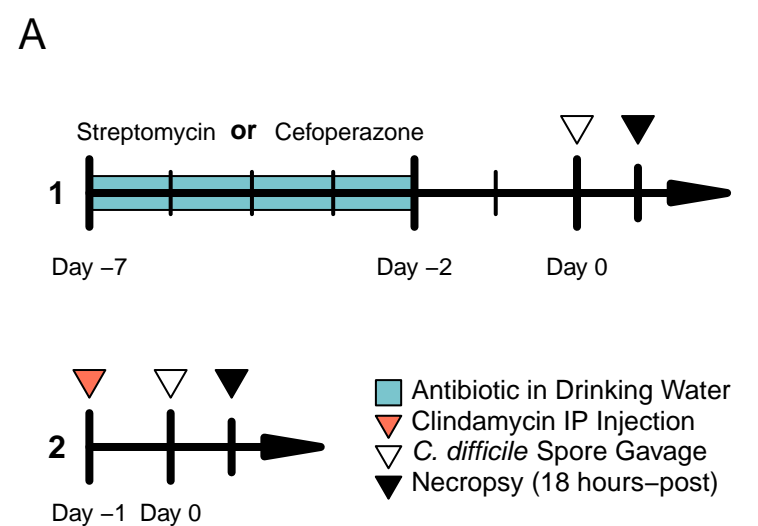 A
Streptomycin or Cefoperazone
1
Day −7 Day −2 Day 0
2
Day −1 Day 0
Antibiotic in Drinking Water
Clindamycin IP Injection
C. difficile Spore Gavage
Necropsy (18 hours−post)